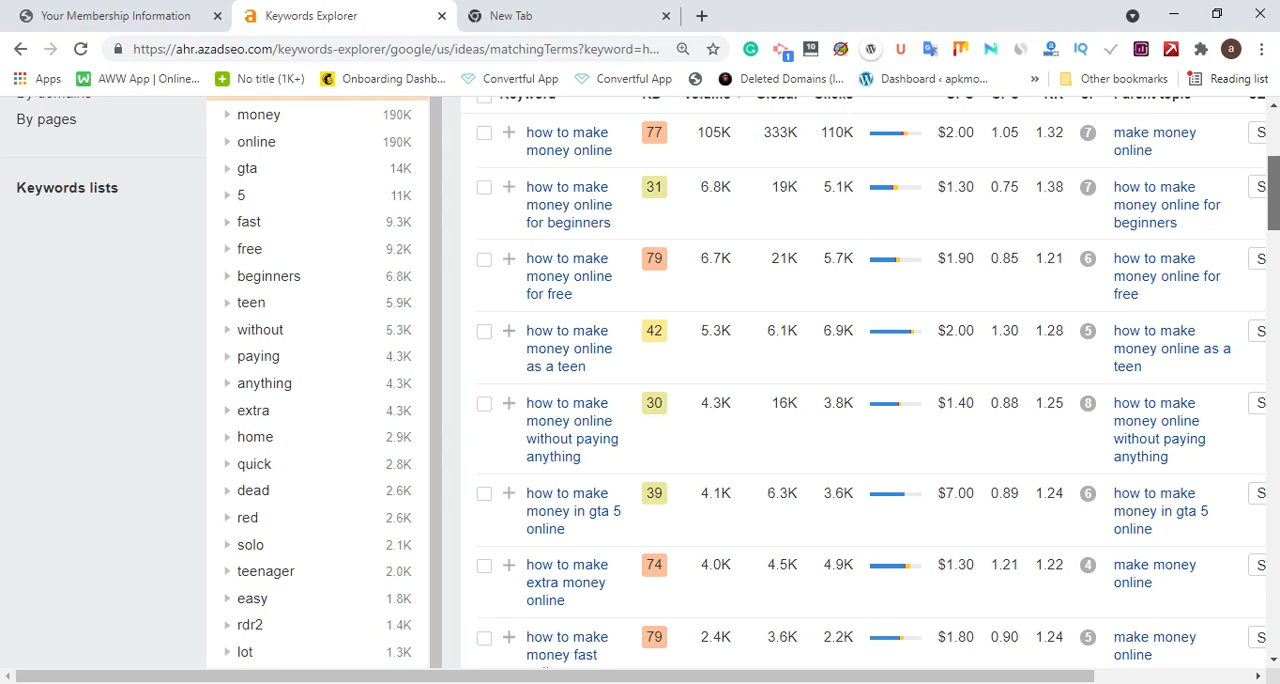 Your Membership Information
Keywords Explorer
New Tab
https://ahr.azadseo.com/keywords-explorer/google/us/ideas/matchingTerms?keyword=h...
Apps
AWW App | Online...
No title (1K+)
Onboarding Dashb...
Convertful App
Convertful App
Deleted Domains (l...
Dashboard ‹ apkmo...
»
Other bookmarks
Reading list
By pages
Keywords lists
money 190K
online 190K
gta 14K
5 11K
fast 9.3K
free 9.2K
beginners 6.8K
teen 5.9K
without 5.3K
paying 4.3K
anything 4.3K
extra 4.3K
home 2.9K
quick 2.8K
dead 2.6K
red 2.6K
solo 2.1K
teenager 2.0K
easy 1.8K
rdr2 1.4K
lot 1.3K
Keyword KD Volume Global Clicks CPC CPS RR SF Parent topic
how to make 77 105K 333K 110K $2.00 1.05 1.32 7 make money S
money online online
how to make 31 6.8K 19K 5.1K $1.30 0.75 1.38 7 how to make S
money online money online for
for beginners beginners
how to make 79 6.7K 21K 5.7K $1.90 0.85 1.21 6 how to make S
money online money online for
for free free
how to make 42 5.3K 6.1K 6.9K $2.00 1.30 1.28 5 how to make S
money online money online as a
as a teen teen
how to make 30 4.3K 16K 3.8K $1.40 0.88 1.25 8 how to make S
money online money online
without paying without paying
anything anything
how to make 39 4.1K 6.3K 3.6K $7.00 0.89 1.24 6 how to make S
money in gta 5 money in gta 5
online online
how to make 74 4.0K 4.5K 4.9K $1.30 1.21 1.22 4 make money S
extra money online
online
how to make 79 2.4K 3.6K 2.2K $1.80 0.90 1.24 5 make money S
money fast online